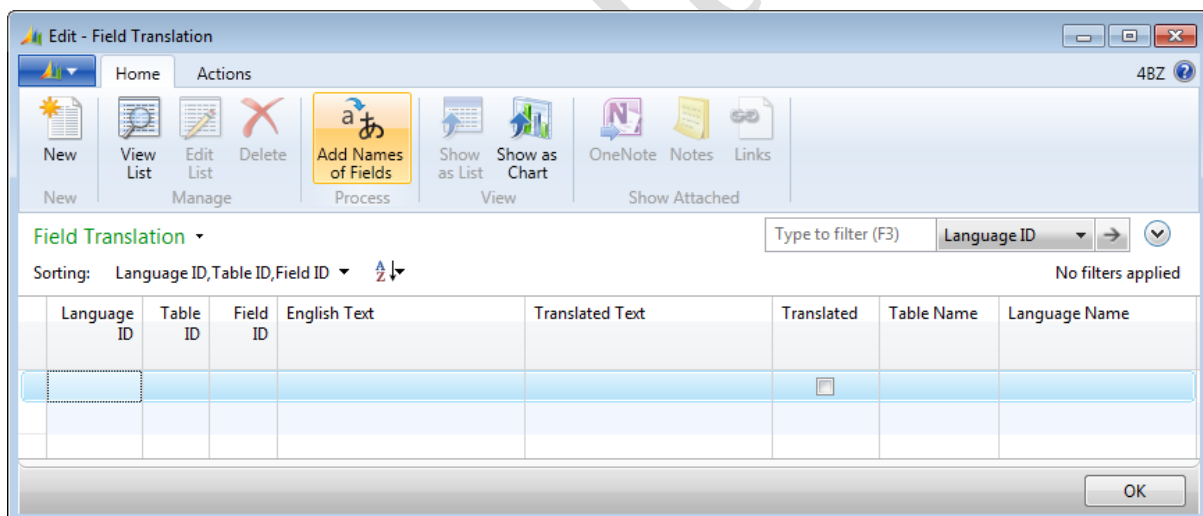 Edit - Field Translation
Home Actions 4BZ
New View List Edit List Delete Add Names of Fields Show as List Show as Chart OneNote Notes Links
New Manage Process View Show Attached
Field Translation Type to filter (F3) Language ID
Sorting: Language ID,Table ID,Field ID No filters applied
Language ID Table ID Field ID English Text Translated Text Translated Table Name Language Name
OK